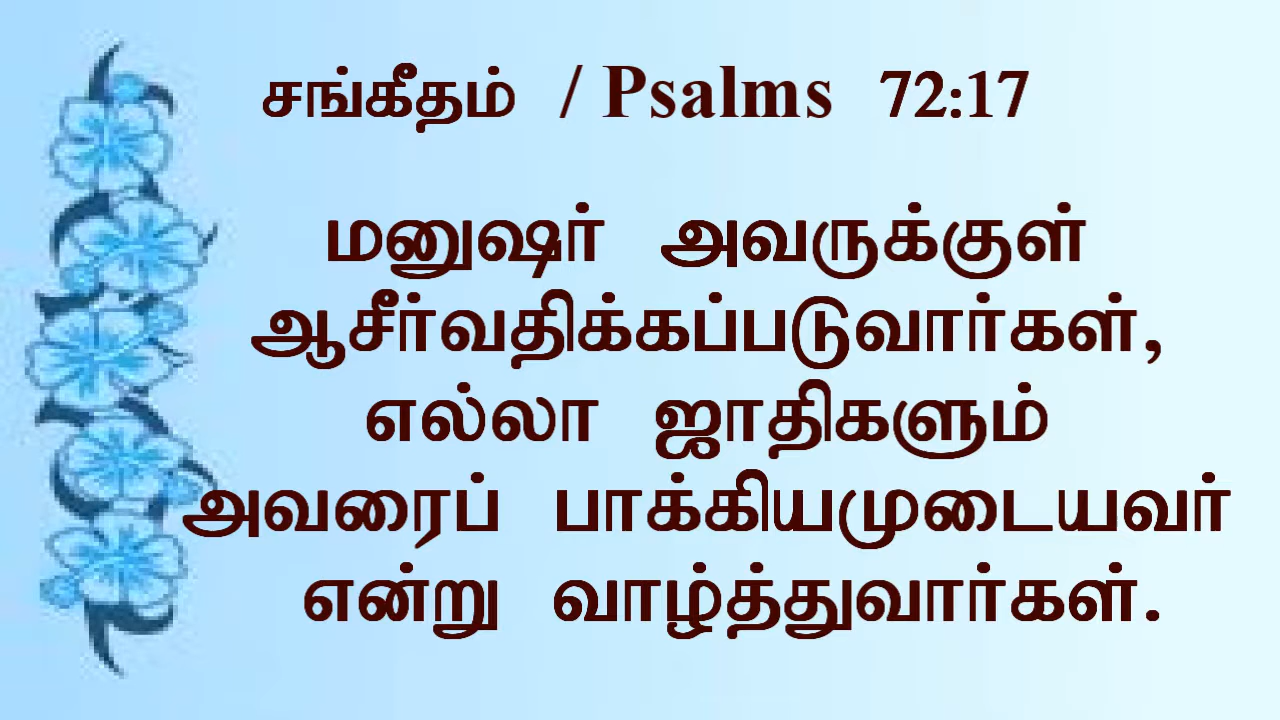 சங்கீதம் / Psalms 72:17
மனுஷர் அவருக்குள்
ஆசீர்வதிக்கப்படுவார்கள்,
எல்லா ஜாதிகளும்
அவரைப் பாக்கியமுடையவர்
என்று வாழ்த்துவார்கள்.